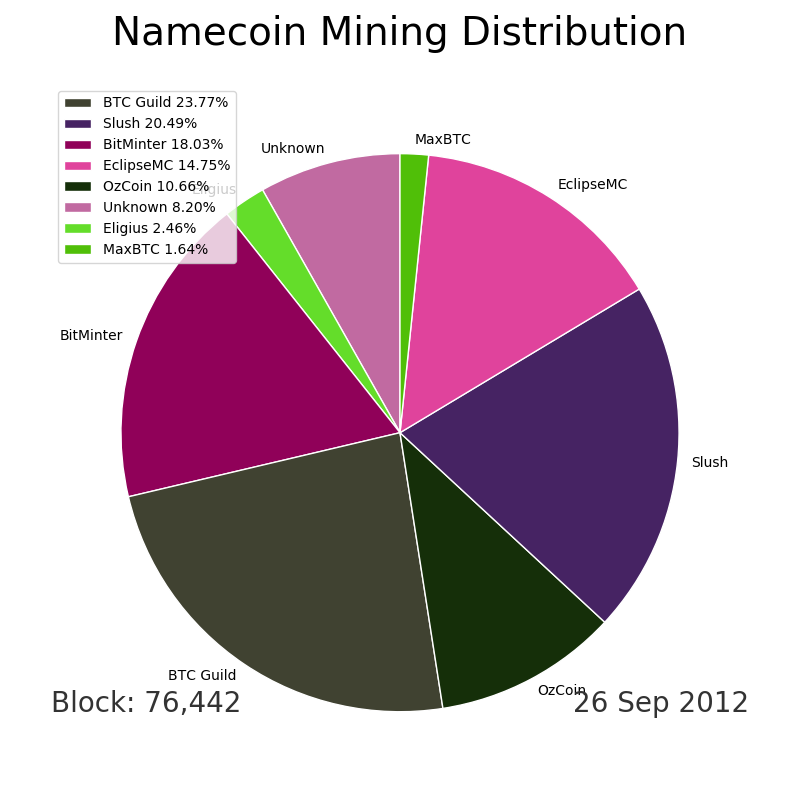 Namecoin Mining Distribution
BTC Guild 23.77%
Slush 20.49%
BitMinter 18.03%
EclipseMC 14.75%
OzCoin 10.66%
Unknown 8.20%
Eligius 2.46%
MaxBTC 1.64%
MaxBTC
Unknown
EclipseMC
Eligius
BitMinter
Slush
BTC Guild
OzCoin
Block: 76,442
26 Sep 2012